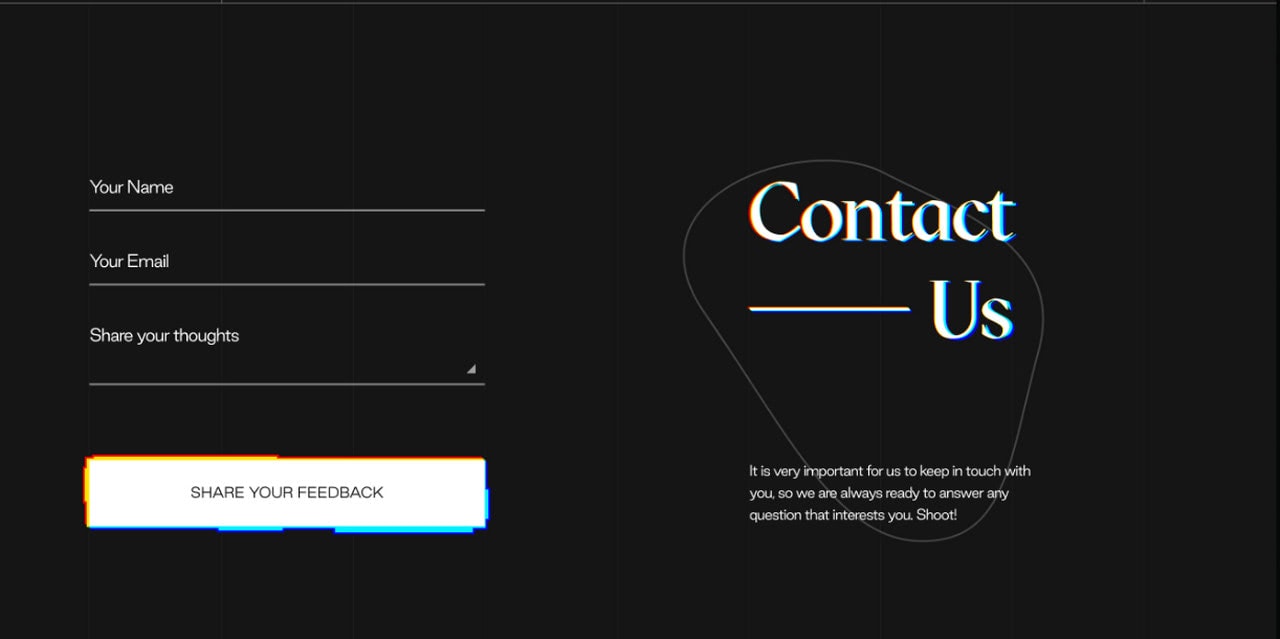 Your Name
Your Email
Share your thoughts
SHARE YOUR FEEDBACK
Contact
Us
It is very important for us to keep in touch with
you, so we are always ready to answer any
question that interests you. Shoot!